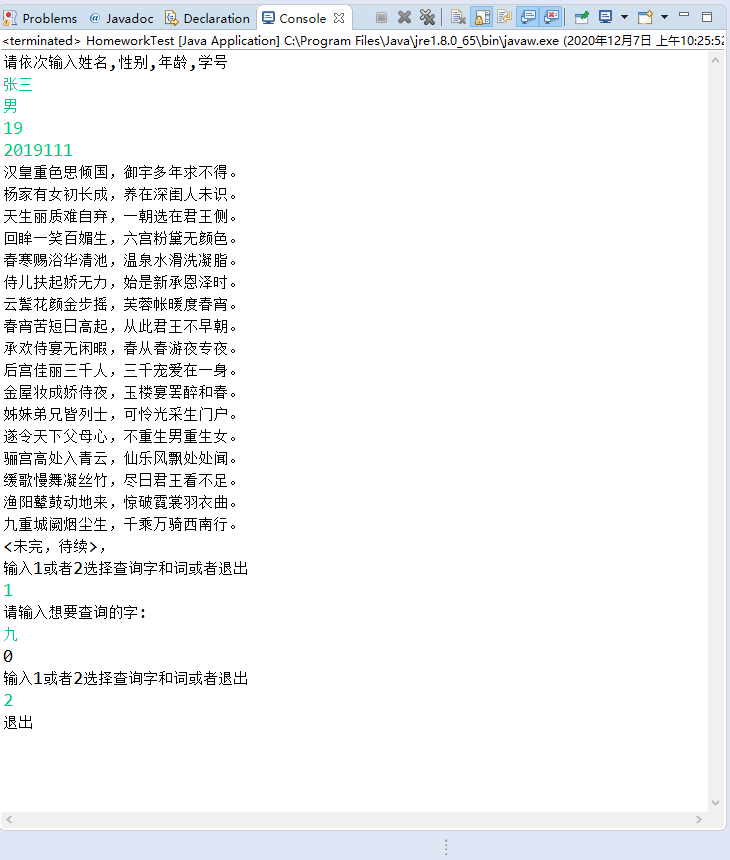 Problems @ Javadoc Declaration Console
<terminated> HomeworkTest [Java Application] C:\Program Files\Java\jre1.8.0_65\bin\javaw.exe (2020年12月7日 上午10:25:52
请依次输入姓名,性别,年龄,学号
张三
男
19
2019111
汉皇重色思倾国，御宇多年求不得。
杨家有女初长成，养在深闺人未识。
天生丽质难自弃，一朝选在君王侧。
回眸一笑百媚生，六宫粉黛无颜色。
春寒赐浴华清池，温泉水滑洗凝脂。
侍儿扶起娇无力，始是新承恩泽时。
云鬓花颜金步摇，芙蓉帐暖度春宵。
春宵苦短日高起，从此君王不早朝。
承欢侍宴无闲暇，春从春游夜专夜。
后宫佳丽三千人，三千宠爱在一身。
金屋妆成娇侍夜，玉楼宴罢醉和春。
姊妹弟兄皆列士，可怜光采生门户。
遂令天下父母心，不重生男重生女。
骊宫高处入青云，仙乐风飘处处闻。
缓歌慢舞凝丝竹，尽日君王看不足。
渔阳鼙鼓动地来，惊破霓裳羽衣曲。
九重城阙烟尘生，千乘万骑西南行。
<未完，待续>，
输入1或者2选择查询字和词或者退出
1
请输入想要查询的字:
九
0
输入1或者2选择查询字和词或者退出
2
退出